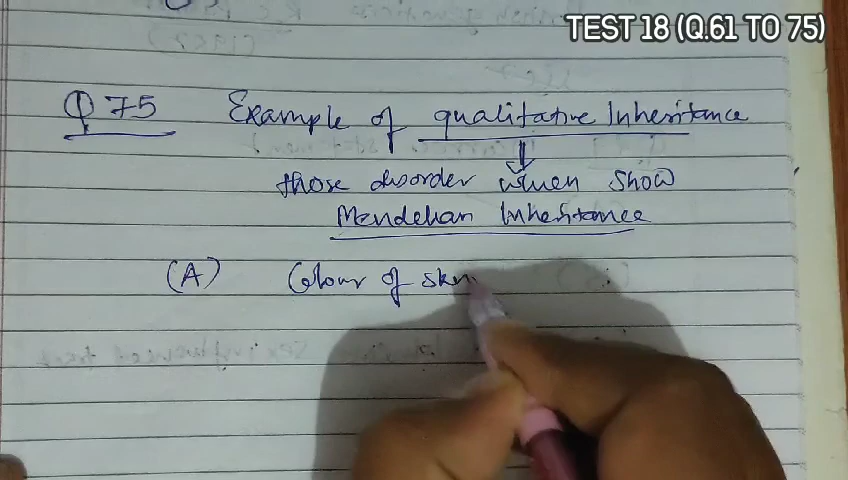 TEST 18 (Q.61 TO 75)
Q 75 Example of qualitative Inheritance
those disorder which show
Mendelian Inheritance
(A) Colour of skin